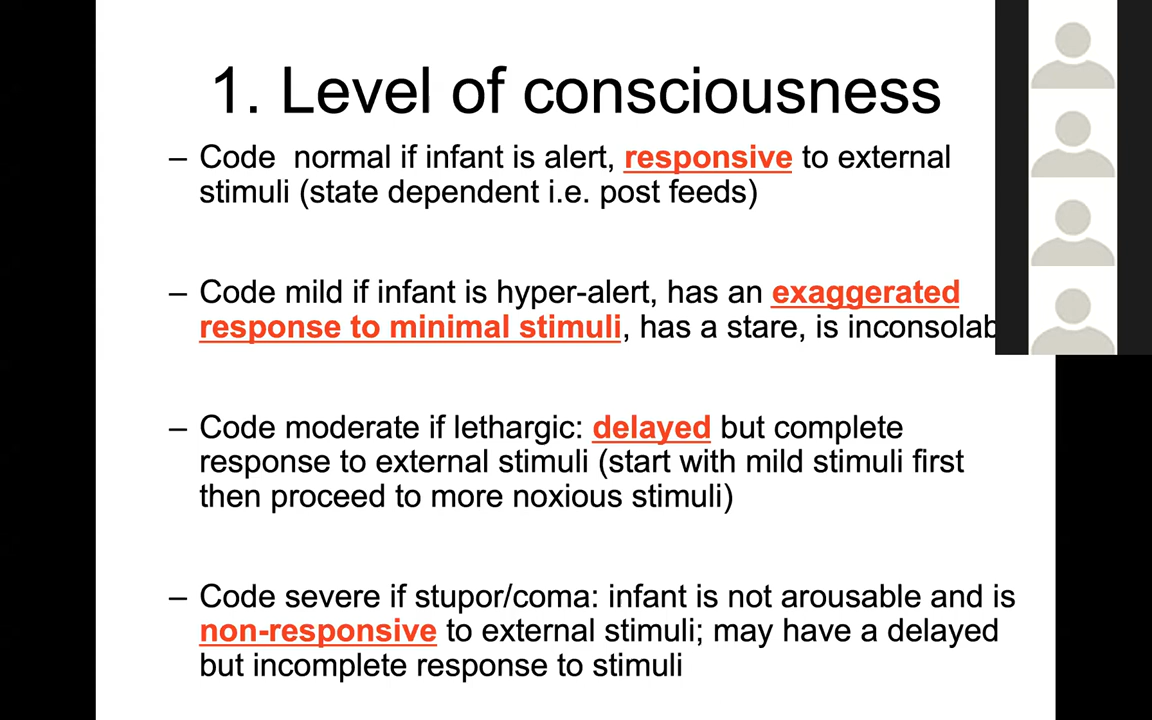 1. Level of consciousness
– Code normal if infant is alert, responsive to external
stimuli (state dependent i.e. post feeds)
– Code mild if infant is hyper-alert, has an exaggerated
response to minimal stimuli, has a stare, is inconsolab
– Code moderate if lethargic: delayed but complete
response to external stimuli (start with mild stimuli first
then proceed to more noxious stimuli)
– Code severe if stupor/coma: infant is not arousable and is
non-responsive to external stimuli; may have a delayed
but incomplete response to stimuli